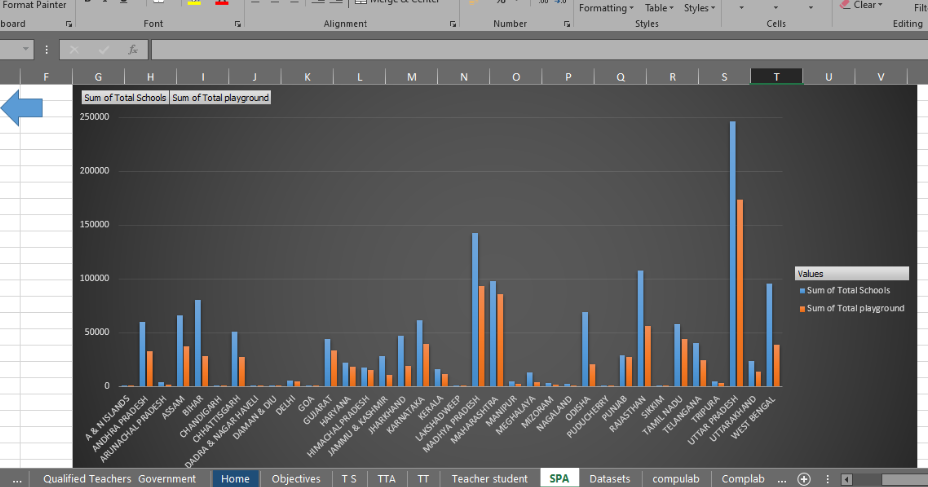 Format Painter
board
Font
Alignment
Merge & Center
%
Number
Formatting Table Styles
Styles
Cells
Clear
Filt
Editing
fx
F G H I J K L M N O P Q R S T U V
Sum of Total Schools Sum of Total playground
250000
200000
150000
100000
50000
0
A & N ISLANDS
ANDHRA PRADESH
ARUNACHAL PRADESH
ASSAM
BIHAR
CHANDIGARH
CHHATTISGARH
DADRA & NAGAR HAVELI
DAMAN & DIU
DELHI
GOA
GUJARAT
HARYANA
HIMACHAL PRADESH
JAMMU & KASHMIR
JHARKHAND
KARNATAKA
KERALA
LAKSHADWEEP
MADHYA PRADESH
MAHARASHTRA
MANIPUR
MEGHALAYA
MIZORAM
NAGALAND
ODISHA
PUDUCHERRY
PUNJAB
RAJASTHAN
SIKKIM
TAMIL NADU
TELANGANA
TRIPURA
UTTAR PRADESH
UTTARAKHAND
WEST BENGAL
Values
Sum of Total Schools
Sum of Total playground
... Qualified Teachers Government Home Objectives T S TTA TT Teacher student SPA Datasets compulab Complab ...